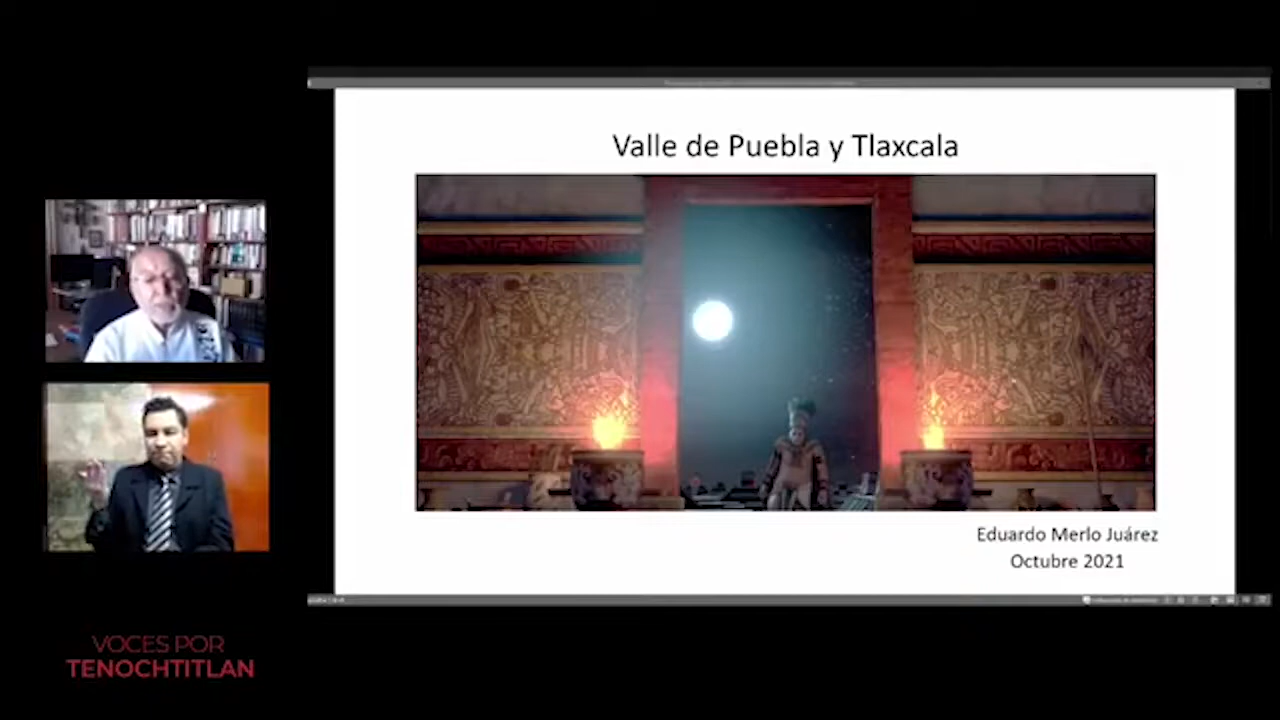 Valle de Puebla y Tlaxcala
Eduardo Merlo Juárez
Octubre 2021
VOCES POR
TENOCHTITLAN